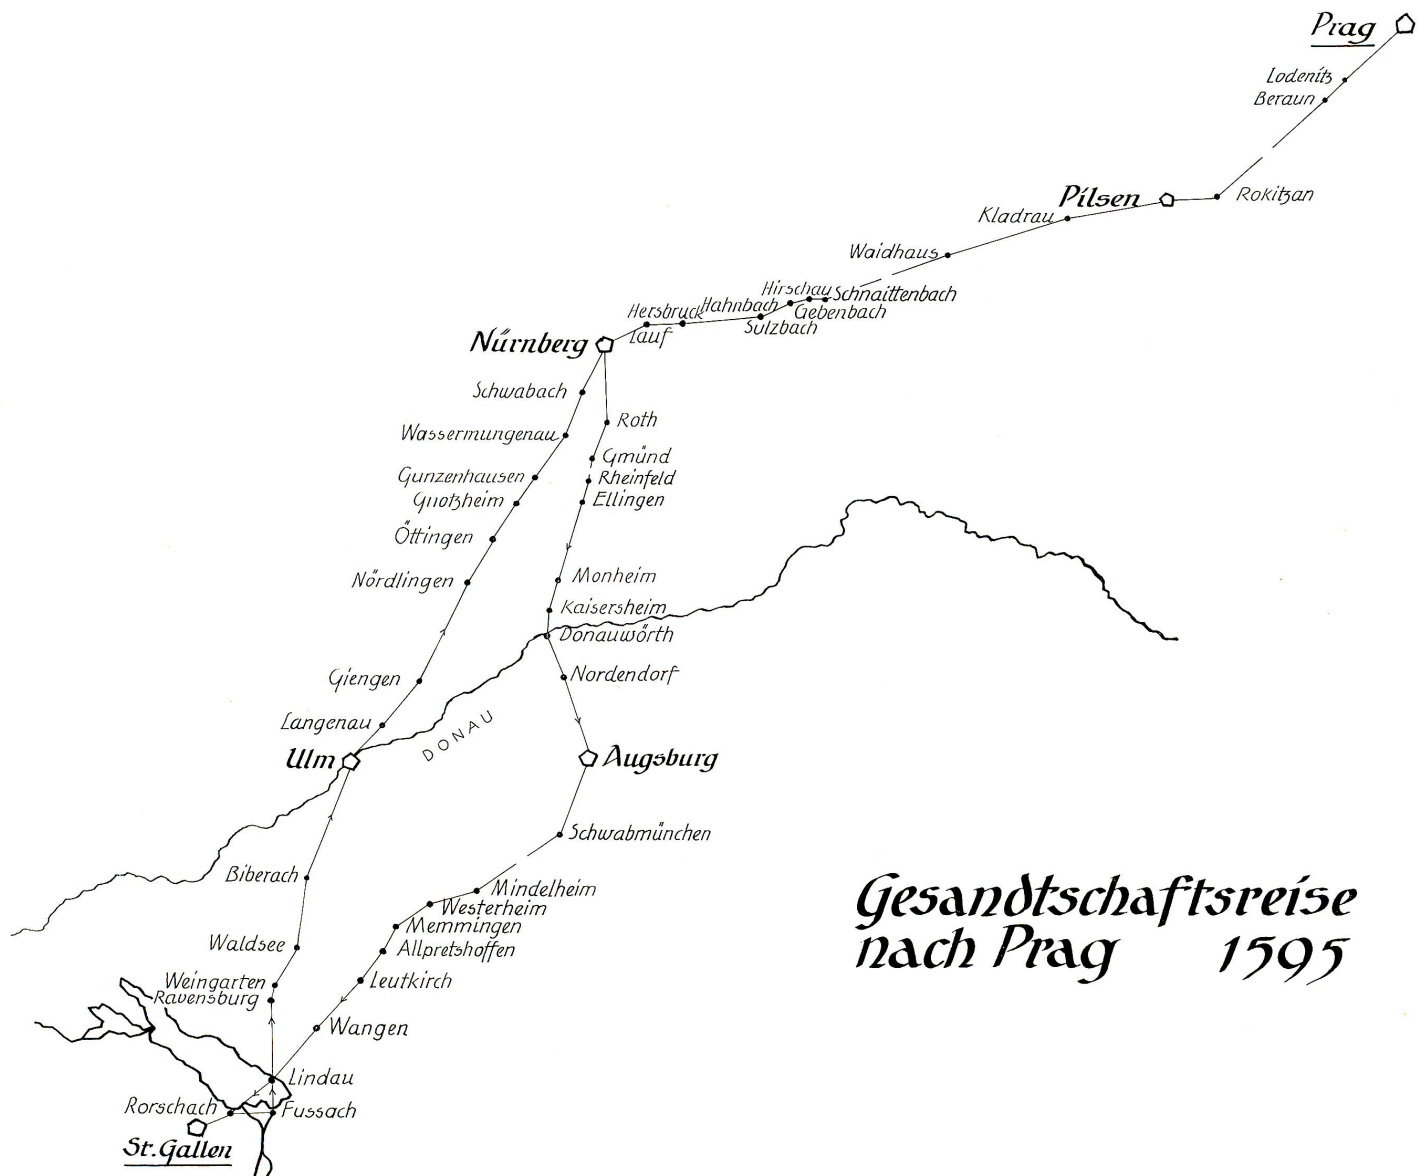 Prag
Lodenitz
Beraun
Pilsen
Rokitzan
Kladrau
Waidhaus
Hirschau
Schnaittenbach
Hersbruck
Hahnbach
Gebenbach
Sulzbach
Lauf
Nürnberg
Schwabach
Roth
Wassermungenau
Gmünd
Gunzenhausen
Rheinfeld
Gnotzheim
Ellingen
Öttingen
Nördlingen
Monheim
Kaisersheim
Donauwörth
Giengen
Nordendorf
Langenau
DONAU
Ulm
Augsburg
Schwabmünchen
Biberach
Mindelheim
Westerheim
Memmingen
Waldsee
Allpretshoffen
Weingarten
Leutkirch
Ravensburg
Wangen
Lindau
Rorschach
Fussach
St. Gallen
Gesandtschaftsreise
nach Prag 1595